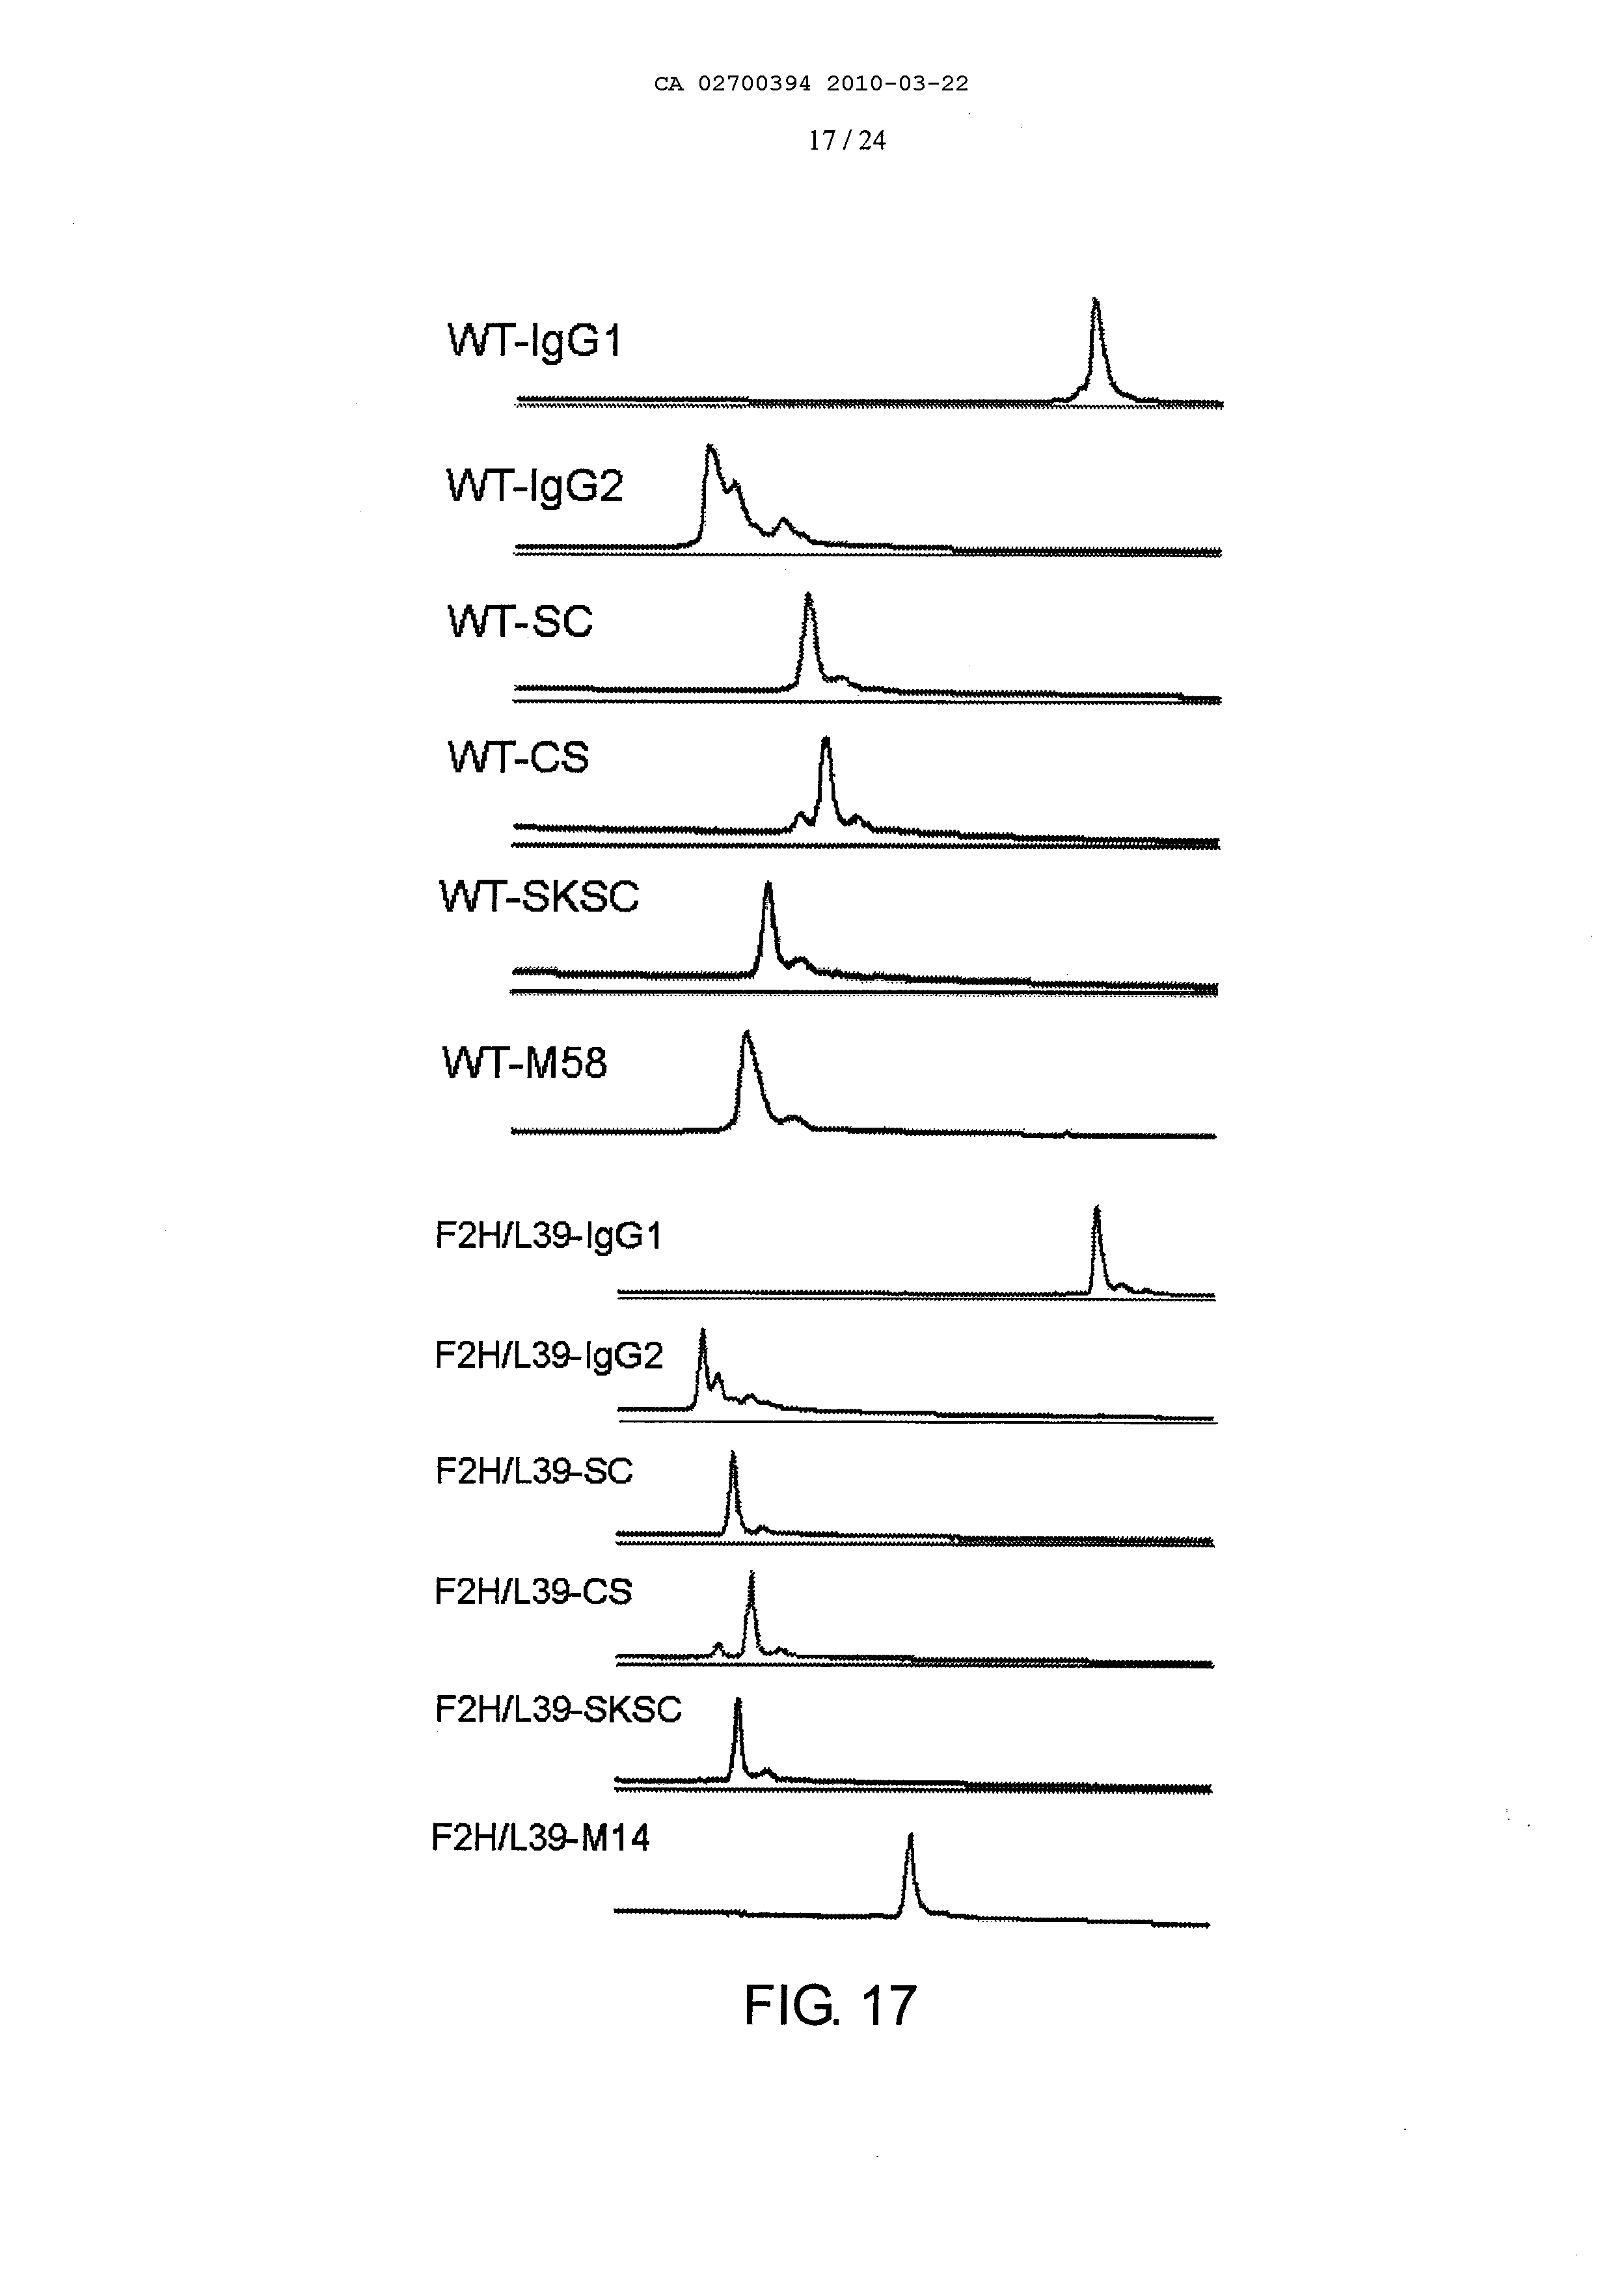 CA 02700394 2010-03-22
17 / 24
WT-IgG1
WT-IgG2
WT-SC
WT-CS
WT-SKSC
WT-M58
F2H/L39-IgG1
F2H/L39-IgG2
F2H/L39-SC
F2H/L39-CS
F2H/L39-SKSC
F2H/L39-M14
FIG. 17